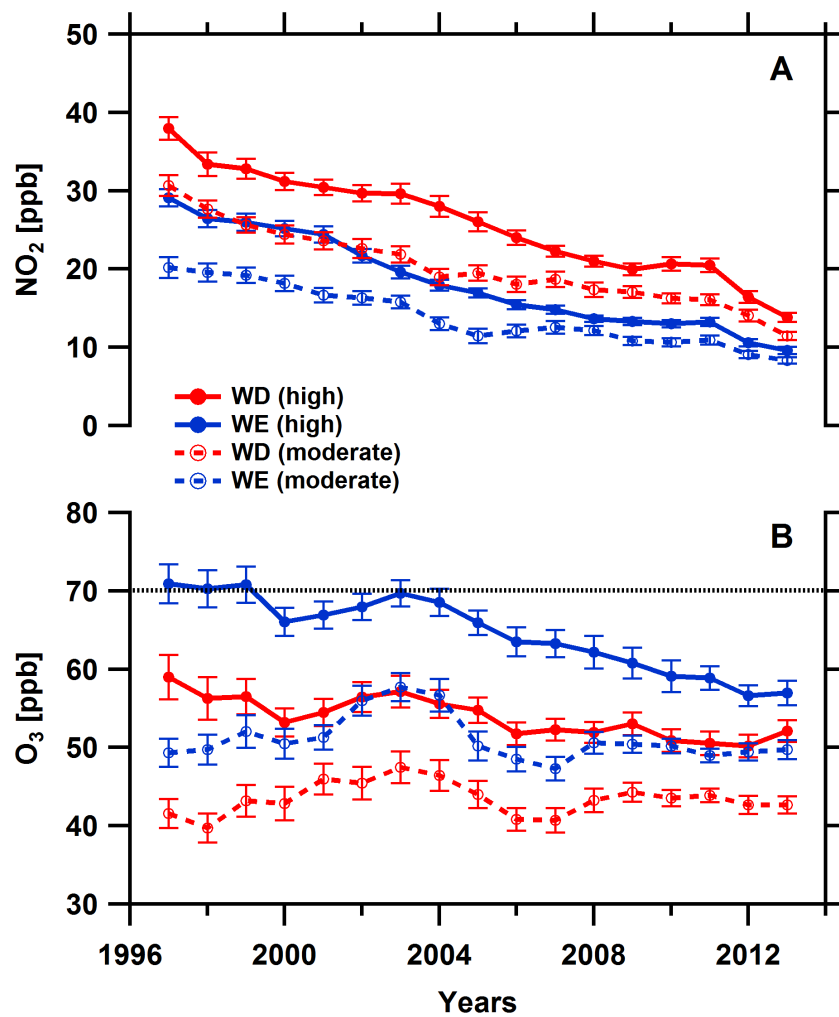 50
A
40
30
20
10
0
NO2 [ppb]
WD (high)
WE (high)
WD (moderate)
WE (moderate)
80
B
70
60
50
40
30
O3 [ppb]
1996 2000 2004 2008 2012
Years